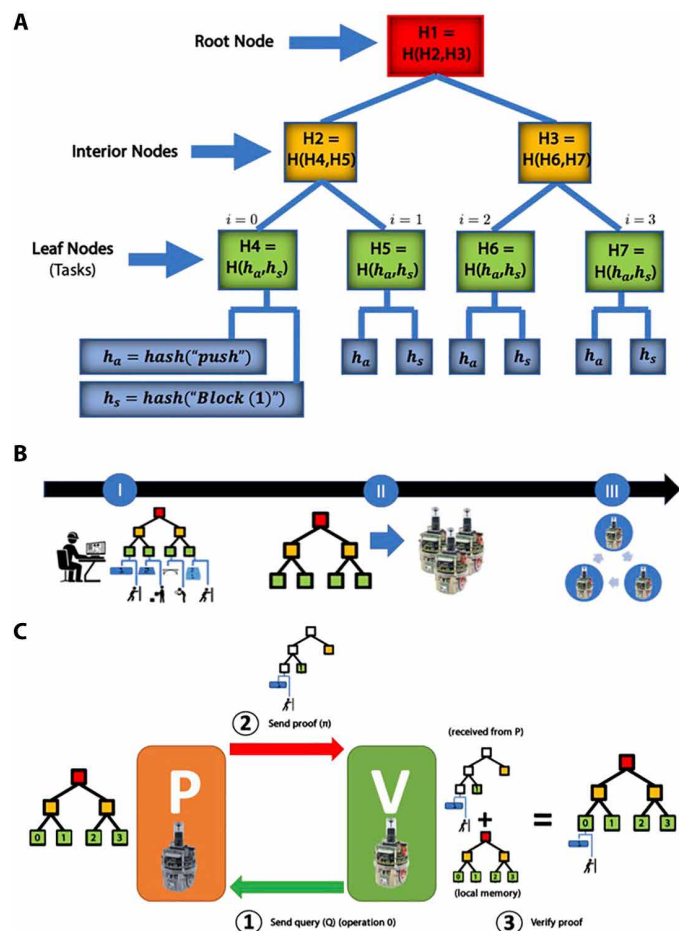 A
Root Node
H1 =
H(H2,H3)
Interior Nodes
H2 =
H(H4,H5)
H3 =
H(H6,H7)
i=0
i=1
i=2
i=3
Leaf Nodes
(Tasks)
H4 =
H(hₐ,hₛ)
H5 =
H(hₐ,hₛ)
H6 =
H(hₐ,hₛ)
H7 =
H(hₐ,hₛ)
hₐ = hash("push")
hₐ
hₛ
hₐ
hₛ
hₐ
hₛ
hₛ = hash("Block (1)")
B
I
II
III
C
2 Send proof (π)
(received from P)
P
V
+
=
0 1 2 3
0 1 2 3
0 1 2 3
(local memory)
1 Send query (Q) (operation 0)
3 Verify proof